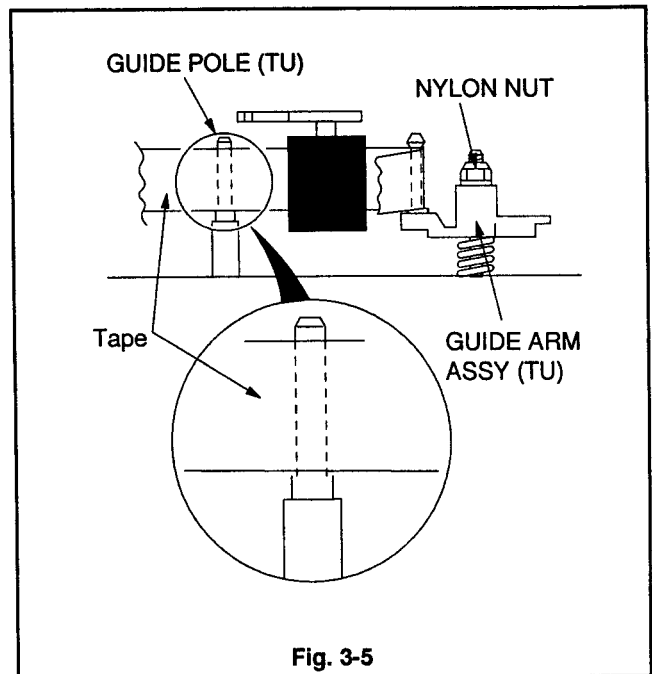 GUIDE POLE (TU)
NYLON NUT
Tape
GUIDE ARM
ASSY (TU)
Fig. 3-5